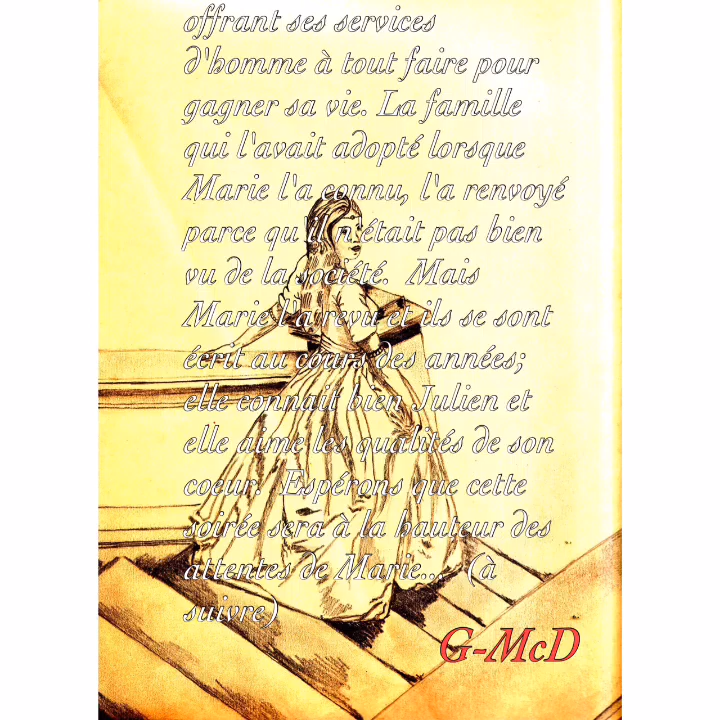 offrant ses services
d'homme à tout faire pour
gagner sa vie. La famille
qui l'avait adopté lorsque
Marie l'a connu, l'a renvoyé
parce qu'il n'était pas bien
vu de la société. Mais
Marie l'a revu et ils se sont
écrit au cours des années;
elle connait bien Julien et
elle aime les qualités de son
coeur. Espérons que cette
soirée sera à la hauteur des
attentes de Marie... (à
suivre)
G-McD